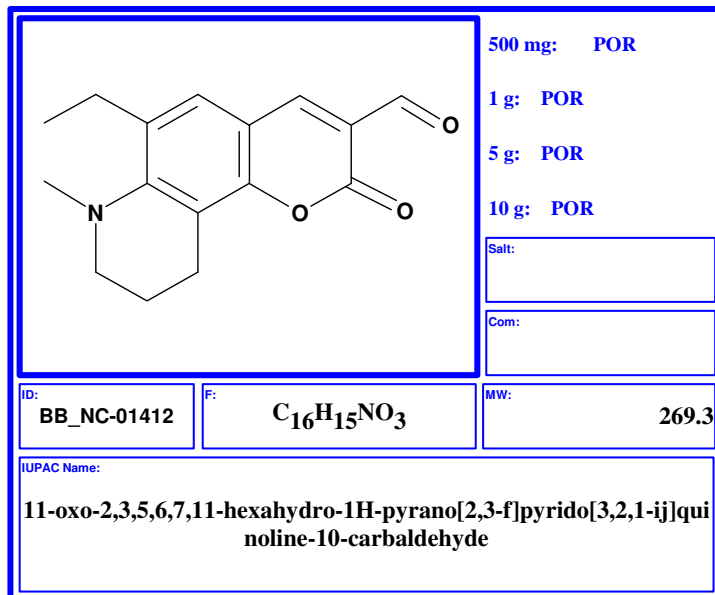 500 mg: POR
1 g: POR
5 g: POR
10 g: POR
O
N
O
O
Salt:
Com:
ID:
BB_NC-01412
F:
C16H15NO3
MW:
269.3
IUPAC Name:
11-oxo-2,3,5,6,7,11-hexahydro-1H-pyrano[2,3-f]pyrido[3,2,1-ij]qui
noline-10-carbaldehyde